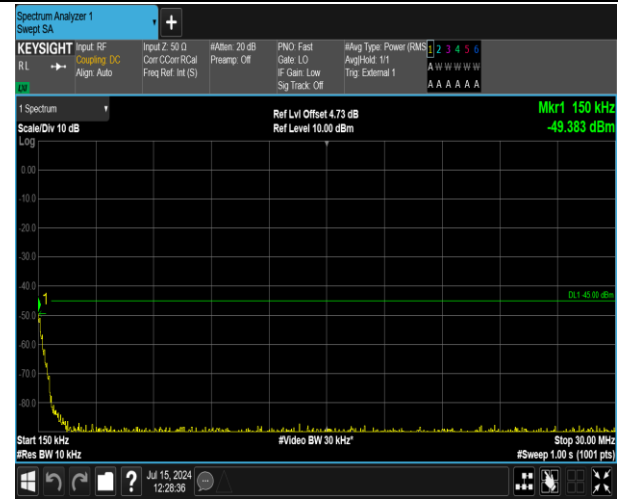 Spectrum Analyzer 1
Swept SA
+
KEYSIGHT Input: RF Input Z: 50 Ω #Atten: 20 dB PNO: Fast #Avg Type: Power (RMS 1 2 3 4 5 6
RL Coupling: DC Corr CCorr RCal Preamp: Off Gate: LO Avg|Hold: 1/1 A W W W W W
Align: Auto Freq Ref: Int (S) IF Gain: Low Trig: External 1
Sig Track: Off A A A A A A
1 Spectrum Ref Lvl Offset 4.73 dB Mkr1 150 kHz
Scale/Div 10 dB Ref Level 10.00 dBm -49.383 dBm
Log
0.00
-10.0
-20.0
-30.0
-40.0
1 DL1 -45.00 dBm
-50.0
-60.0
-70.0
-80.0
Start 150 kHz #Video BW 30 kHz* Stop 30.00 MHz
#Res BW 10 kHz #Sweep 1.00 s (1001 pts)
? Jul 15, 2024
12:28:36